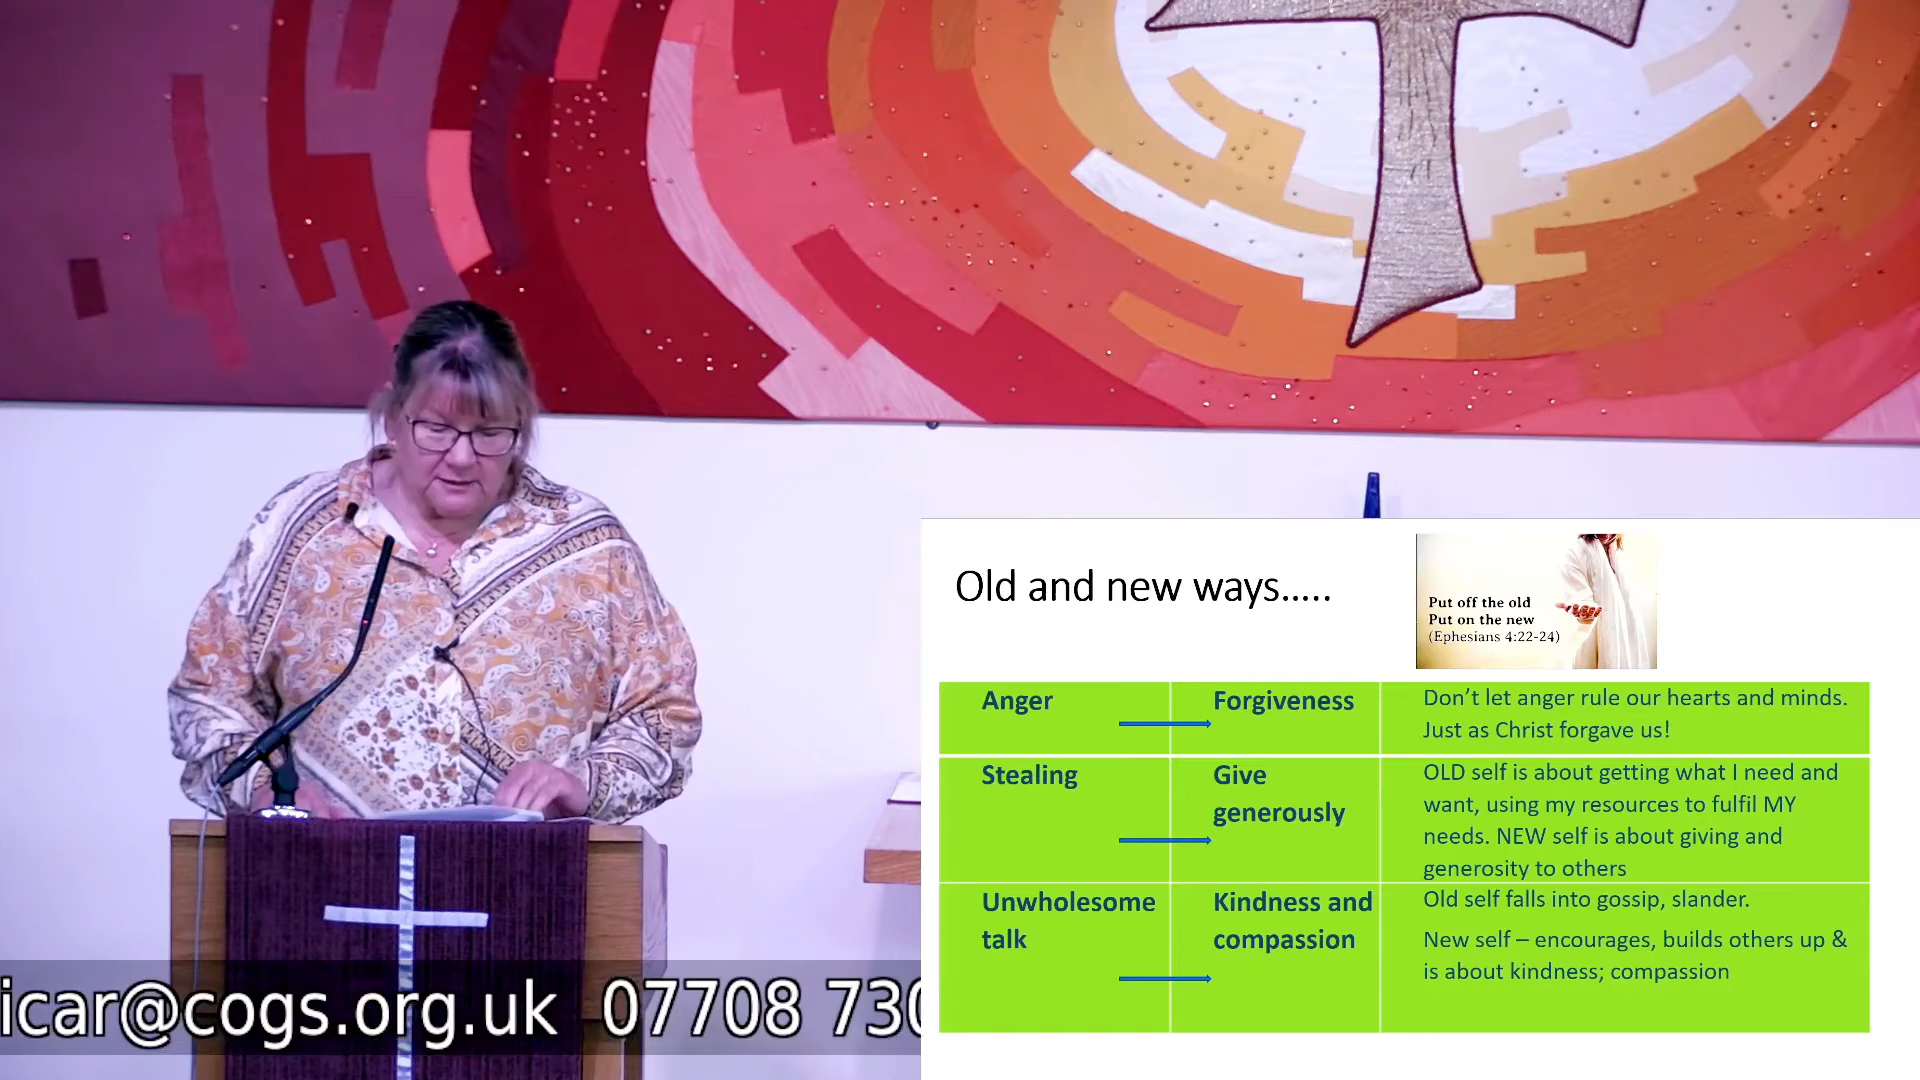 Old and new ways.....
Put off the old
Put on the new
(Ephesians 4:22-24)
Anger
Forgiveness
Don't let anger rule our hearts and minds.
Just as Christ forgave us!
Stealing
Give
generously
OLD self is about getting what I need and
want, using my resources to fulfil MY
needs. NEW self is about giving and
generosity to others
Unwholesome
talk
Kindness and
compassion
Old self falls into gossip, slander.
New self – encourages, builds others up &
is about kindness; compassion
icar@cogs.org.uk 07708 730